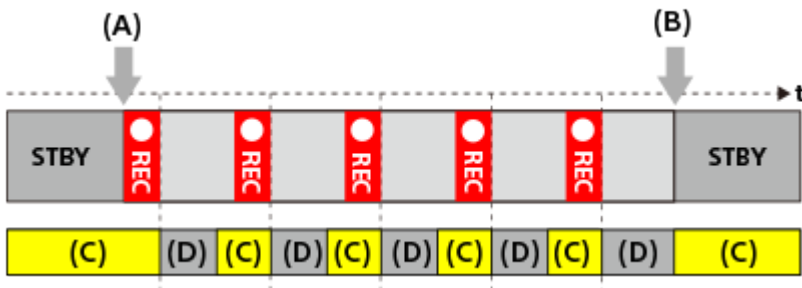 (A) (B)
t
STBY REC REC REC REC REC STBY
(C) (D) (C) (D) (C) (D) (C) (D) (C) (D) (C)